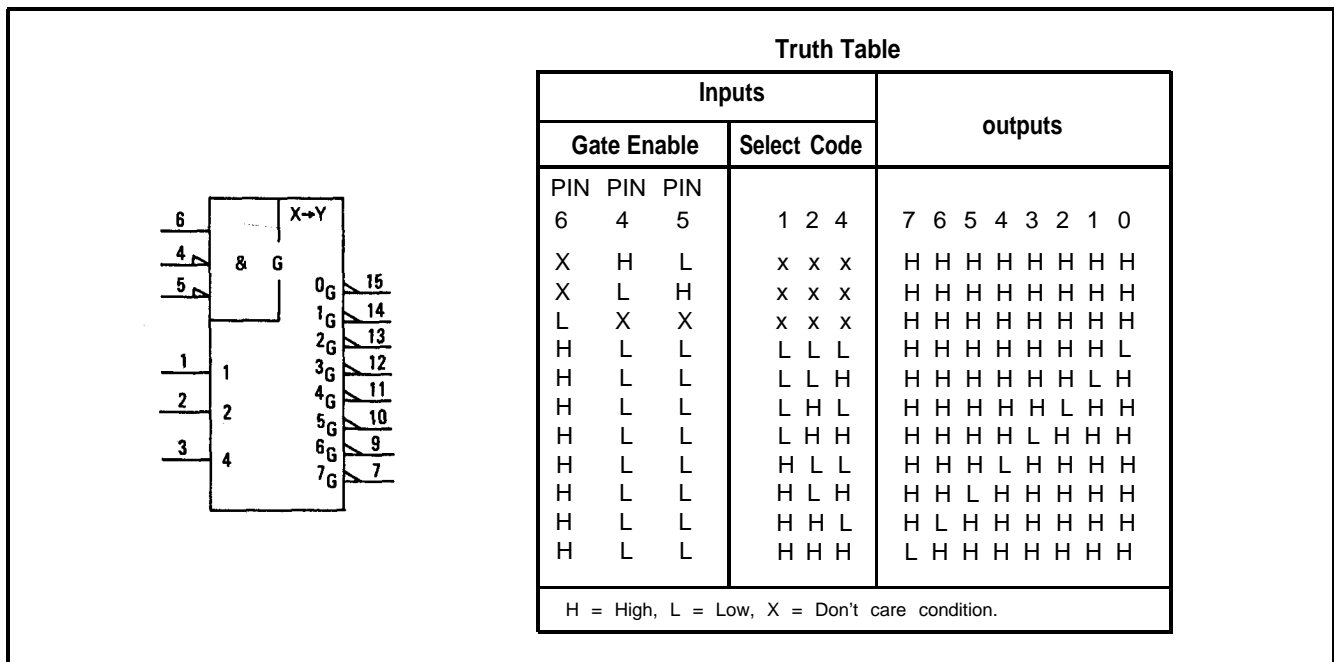 6
4
5
& G
X→Y
1
2
3
1
2
4
0G 15
1G 14
2G 13
3G 12
4G 11
5G 10
6G 9
7G 7
Truth Table
Inputs
outputs
Gate Enable Select Code
PIN PIN PIN
6 4 5 1 2 4 7 6 5 4 3 2 1 0
X H L x x x H H H H H H H H
X L H x x x H H H H H H H H
L X X x x x H H H H H H H H
H L L L L L H H H H H H H L
H L L L L H H H H H H H L H
H L L L H L H H H H H L H H
H L L L H H H H H H L H H H
H L L H L L H H H L H H H H
H L L H L H H H L H H H H H
H L L H H L H L H H H H H H
H L L H H H L H H H H H H H
H = High, L = Low, X = Don't care condition.